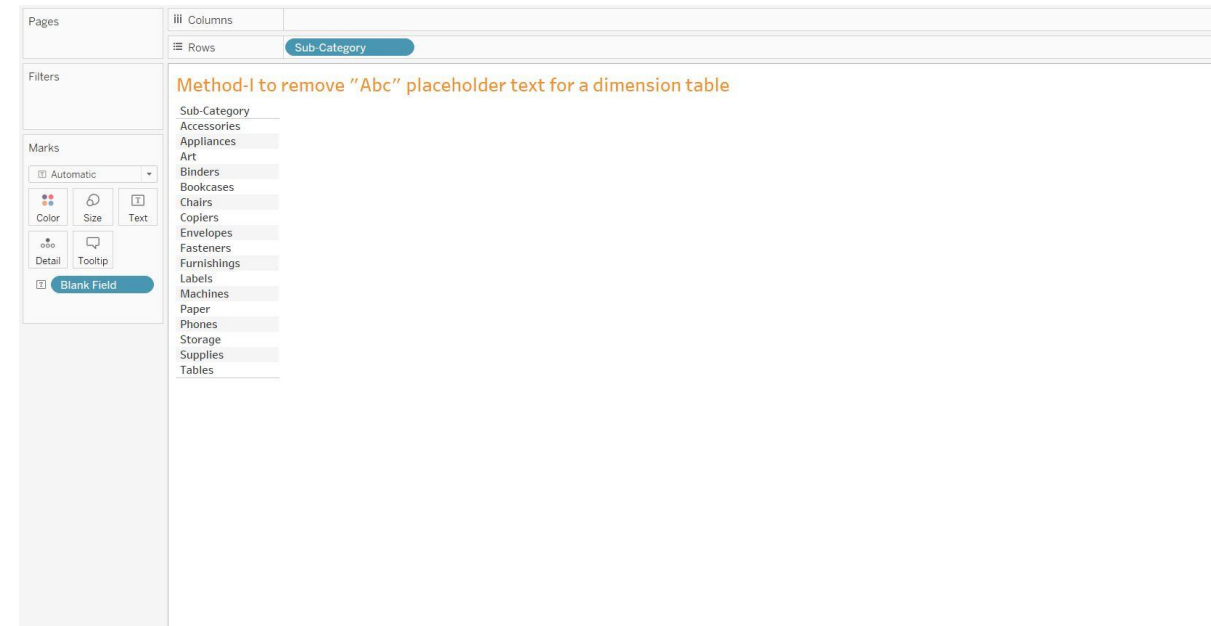 Pages
iii Columns
Rows
Sub-Category
Filters
Method-I to remove "Abc" placeholder text for a dimension table
Sub-Category
Accessories
Appliances
Art
Binders
Bookcases
Chairs
Copiers
Envelopes
Fasteners
Furnishings
Labels
Machines
Paper
Phones
Storage
Supplies
Tables
Marks
Automatic
Color Size Text
Detail Tooltip
Blank Field